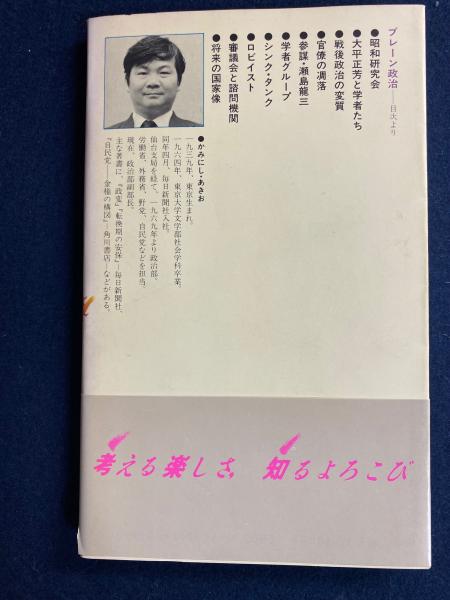 ブレーン政治——目次より
●昭和研究会
●大平正芳と学者たち
●戦後政治の変質
●官僚の凋落
●参謀・瀬島龍三
●学者グループ
●シンク・タンク
●ロビイスト
●審議会と諮問機関
●将来の国家像
●かみにし・あきお
一九三九年、東京生まれ。
一九六四年、東京大学文学部社会学科卒業。
同年四月、毎日新聞社入社。
仙台支局を経て、一九六九年より政治部。
労働省、外務省、野党、自民党などを担当。
現在、政治部副部長。
主な著書に、『政変』『転換期の安保』—毎日新聞社、
『自民党——金権の構図』—角川書店—などがある。
考える楽しさ、知るよろこび